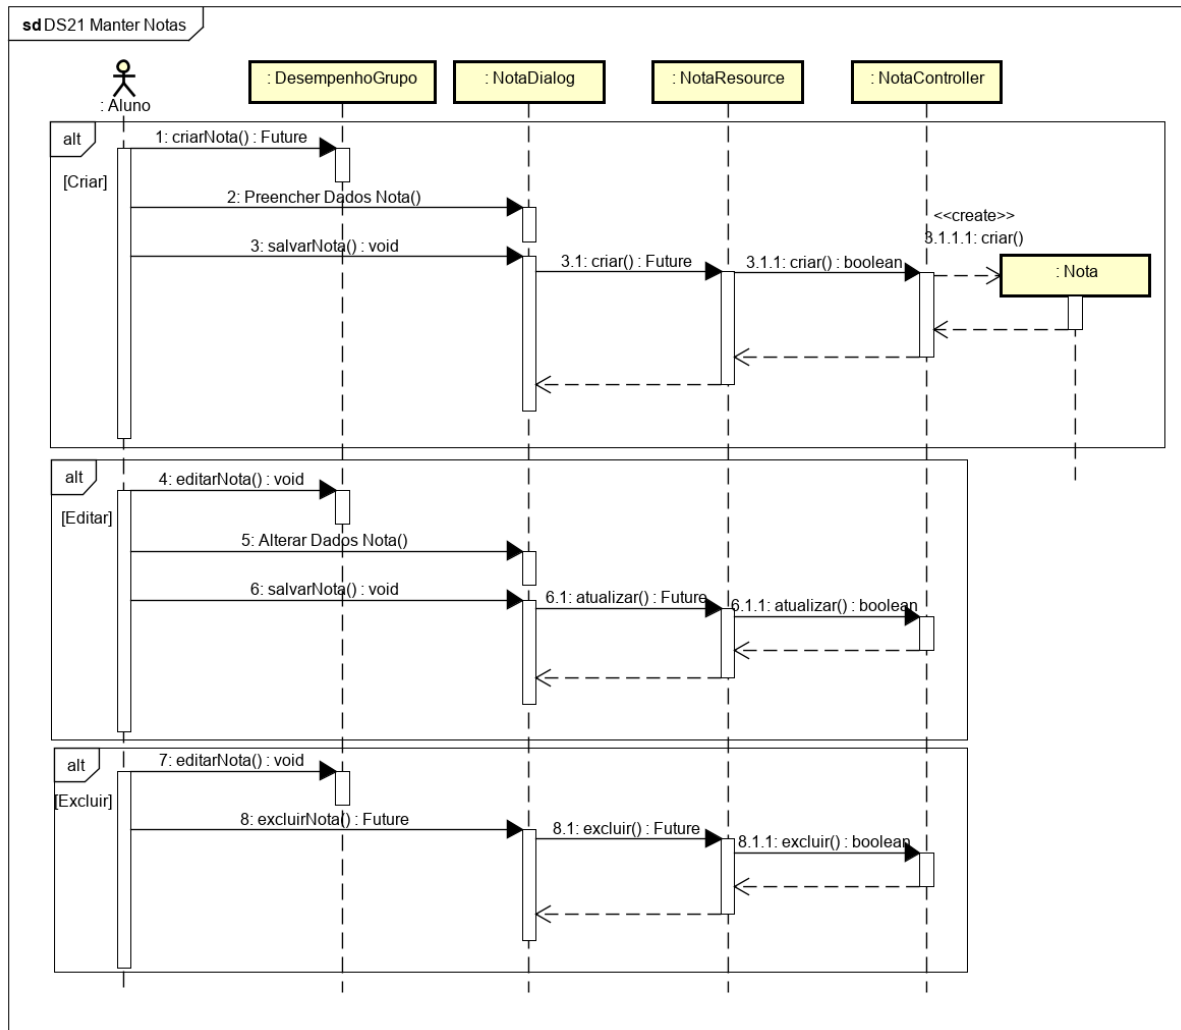 sd DS21 Manter Notas
: Aluno
: DesempenhoGrupo
: NotaDialog
: NotaResource
: NotaController
alt
[Criar]
1: criarNota() : Future
2: Preencher Dados Nota()
3: salvarNota() : void
3.1: criar() : Future
3.1.1: criar() : boolean
<<create>>
3.1.1.1: criar()
: Nota
alt
[Editar]
4: editarNota() : void
5: Alterar Dados Nota()
6: salvarNota() : void
6.1: atualizar() : Future
6.1.1: atualizar() : boolean
alt
[Excluir]
7: editarNota() : void
8: excluirNota() : Future
8.1: excluir() : Future
8.1.1: excluir() : boolean